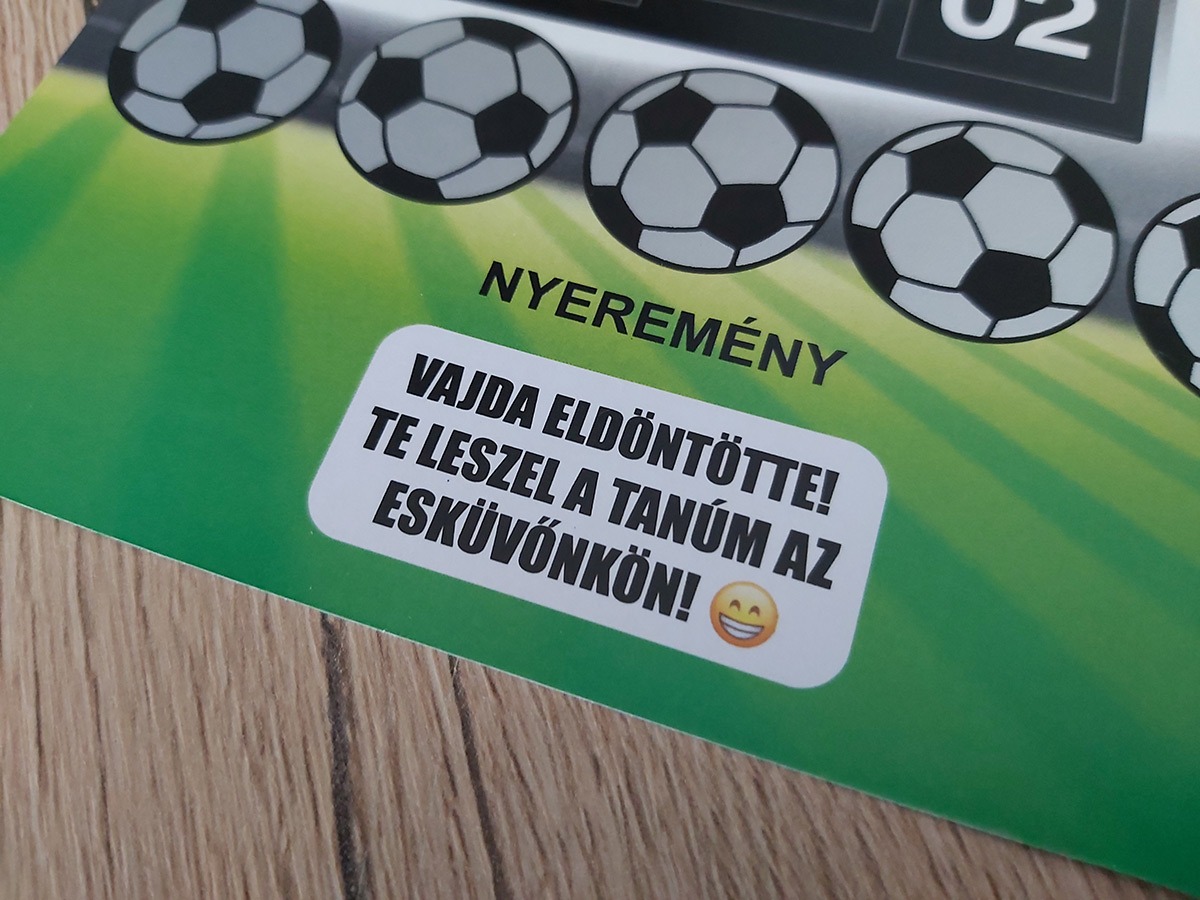 02
NYEREMÉNY
VAJDA ELDÖNTÖTTE!
TE LESZEL A TANÚM AZ
ESKÜVŐNKÖN! 😁